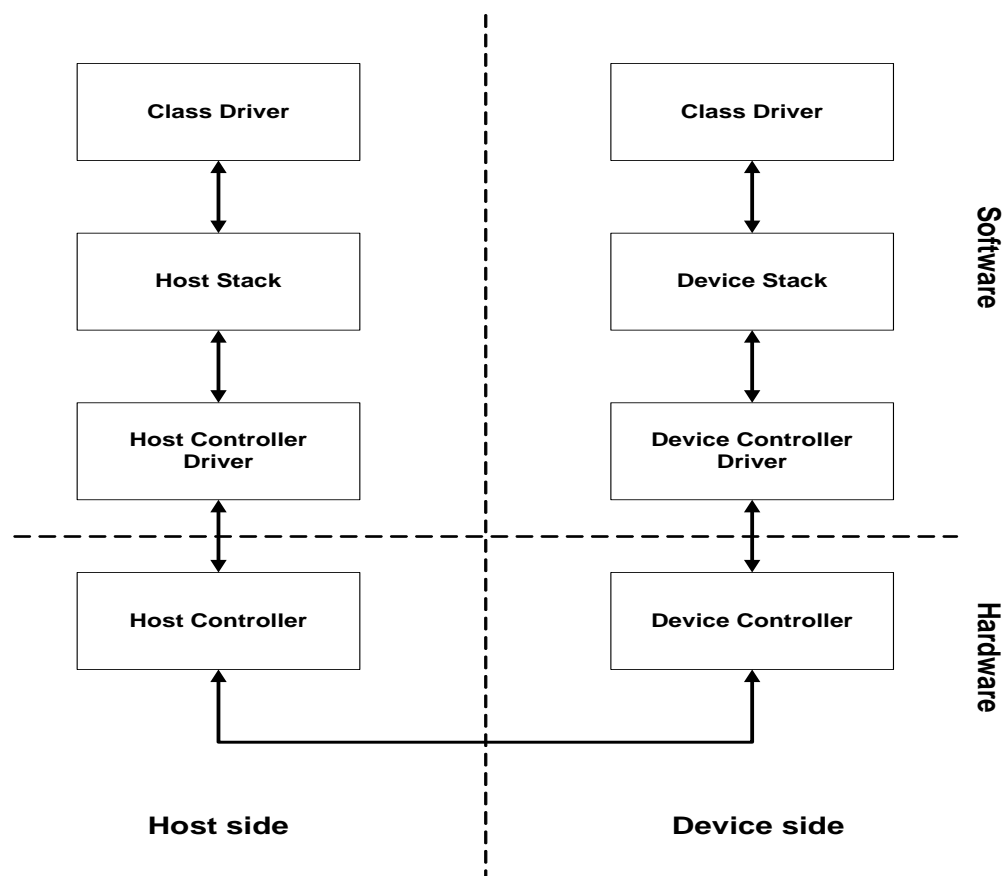 Class Driver
Class Driver
Host Stack
Device Stack
Software
Host Controller
Driver
Device Controller
Driver
Host Controller
Device Controller
Hardware
Host side
Device side